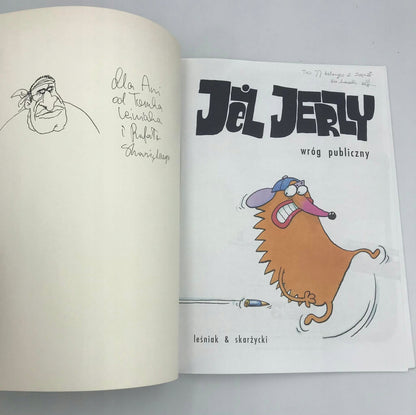 Dla Ani
od Tomka
Leśniaka
i Rafała
Skarżyckiego
JEŻ JERZY
wróg publiczny
leśniak & skarżycki